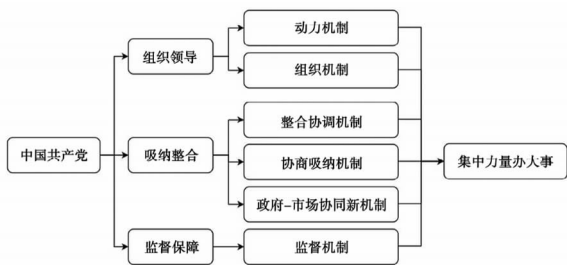 中国共产党
组织领导
吸纳整合
监督保障
动力机制
组织机制
整合协调机制
协商吸纳机制
政府-市场协同新机制
监督机制
集中力量办大事